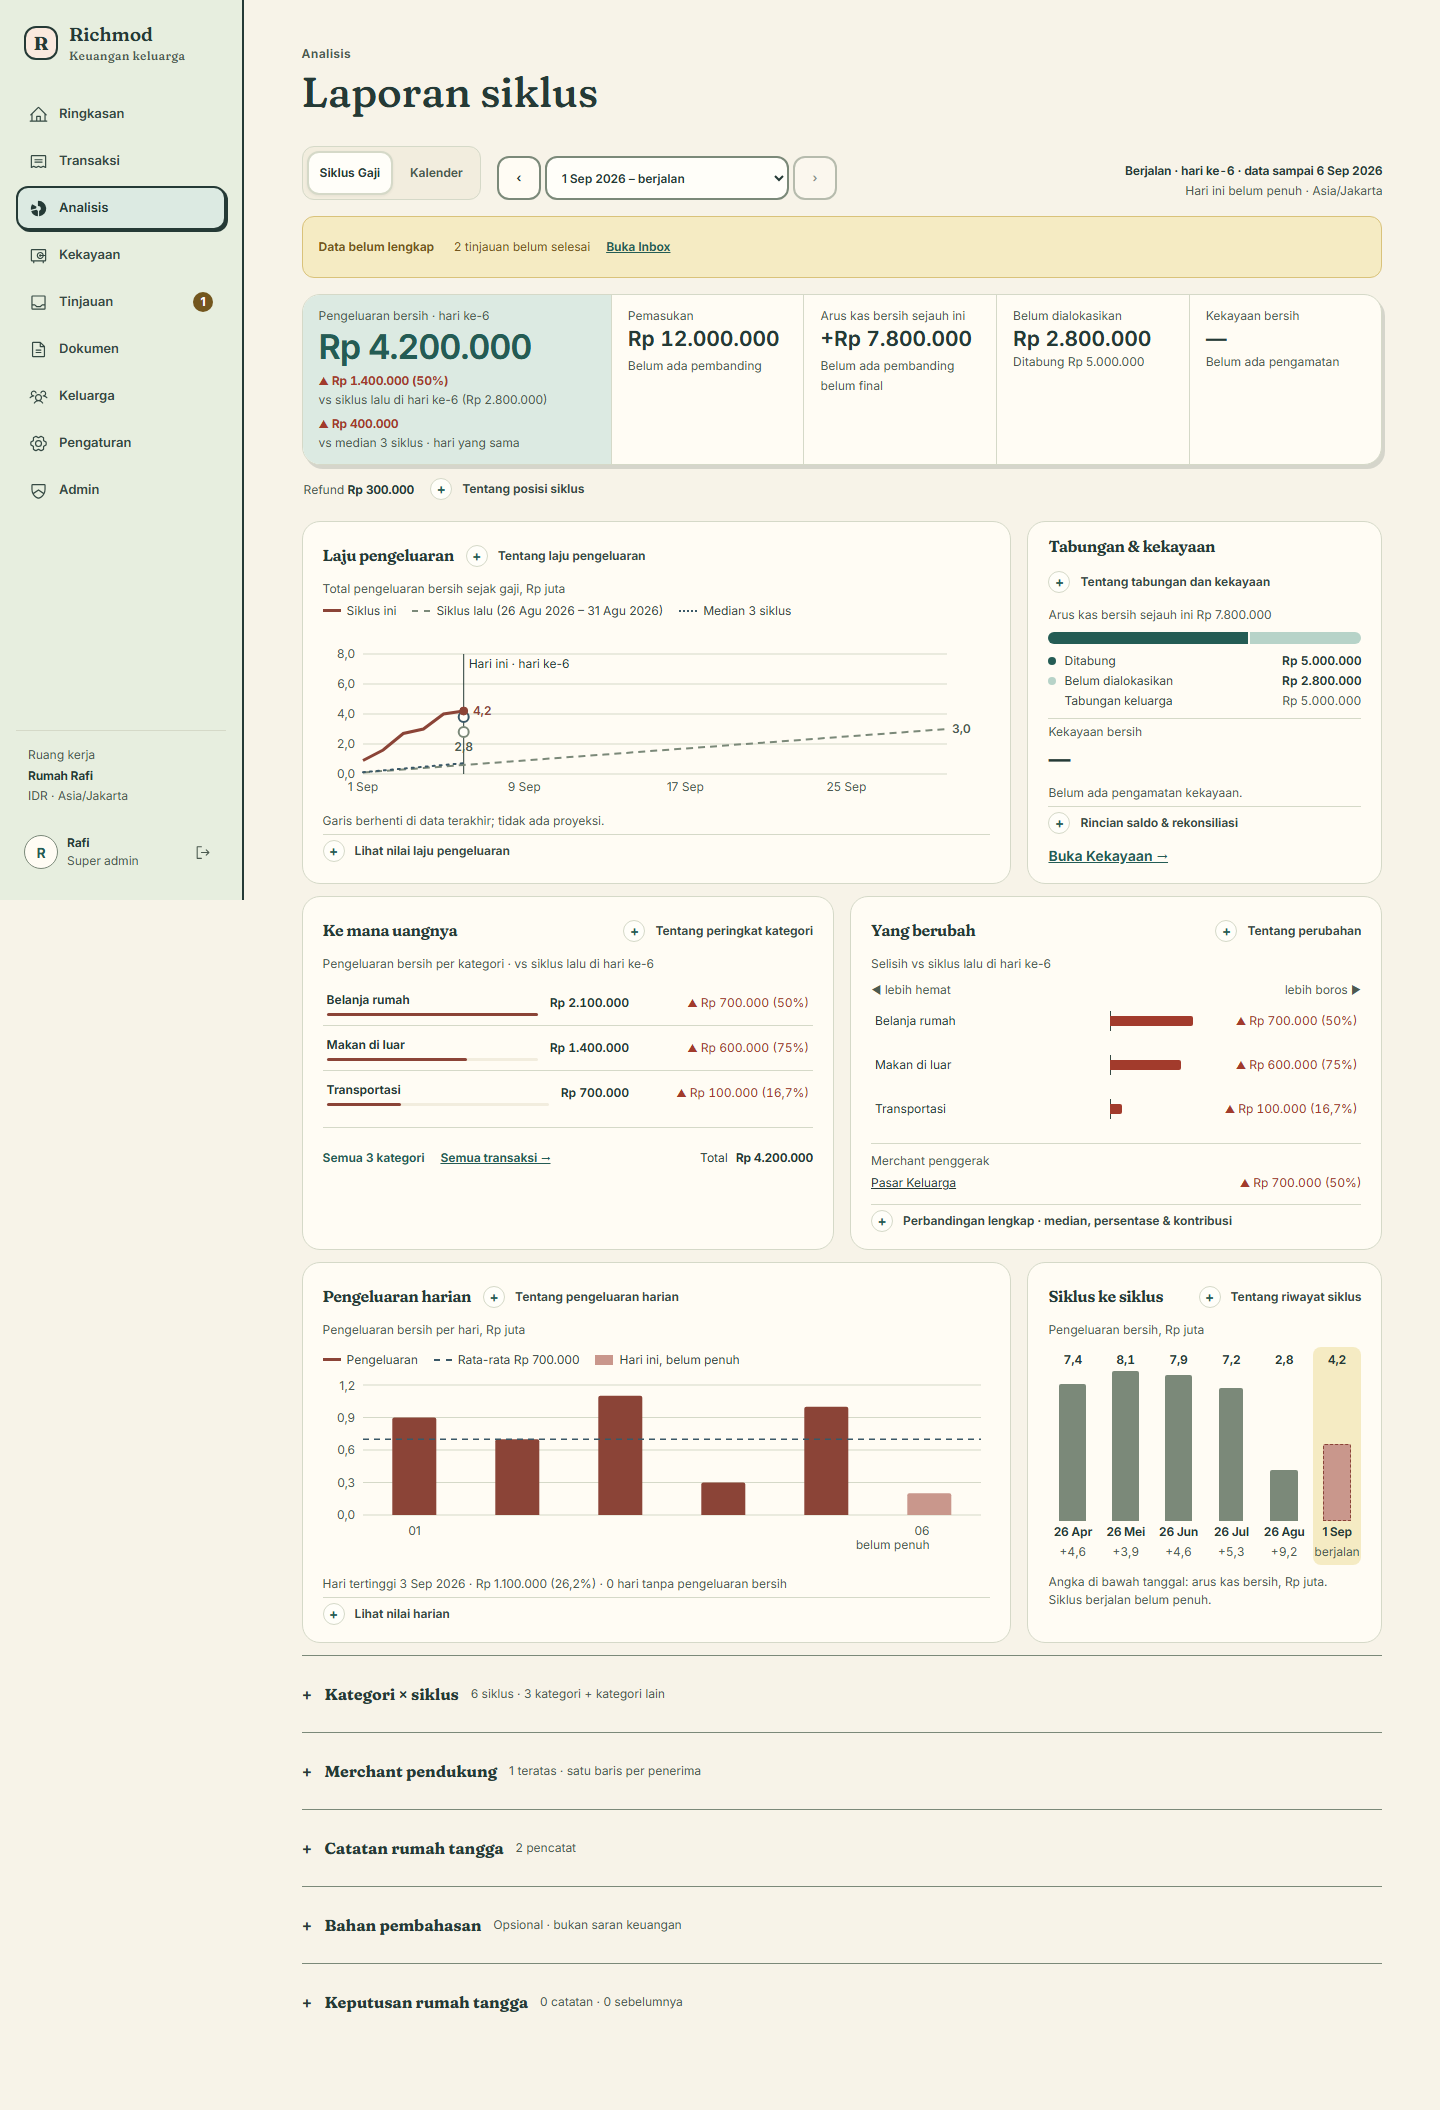 R
Richmod
Keuangan keluarga
Ringkasan
Transaksi
Analisis
Kekayaan
Tinjauan
1
Dokumen
Keluarga
Pengaturan
Admin
Ruang kerja
Rumah Rafi
IDR · Asia/Jakarta
R
Rafi
Super admin
Analisis
Laporan siklus
Siklus Gaji
Kalender
‹
1 Sep 2026 – berjalan
›
Berjalan · hari ke-6 · data sampai 6 Sep 2026
Hari ini belum penuh · Asia/Jakarta
Data belum lengkap 2 tinjauan belum selesai Buka Inbox
Pengeluaran bersih · hari ke-6
Rp 4.200.000
▲ Rp 1.400.000 (50%)
vs siklus lalu di hari ke-6 (Rp 2.800.000)
▲ Rp 400.000
vs median 3 siklus · hari yang sama
Pemasukan
Rp 12.000.000
Belum ada pembanding
Arus kas bersih sejauh ini
+Rp 7.800.000
Belum ada pembanding
belum final
Belum dialokasikan
Rp 2.800.000
Ditabung Rp 5.000.000
Kekayaan bersih
—
Belum ada pengamatan
Refund Rp 300.000 + Tentang posisi siklus
Laju pengeluaran + Tentang laju pengeluaran
Total pengeluaran bersih sejak gaji, Rp juta
Siklus ini Siklus lalu (26 Agu 2026 – 31 Agu 2026) Median 3 siklus
8,0
Hari ini · hari ke-6
6,0
4,0
4,2
2,0
2,8
3,0
0,0
1 Sep 9 Sep 17 Sep 25 Sep
Garis berhenti di data terakhir; tidak ada proyeksi.
+ Lihat nilai laju pengeluaran
Tabungan & kekayaan
+ Tentang tabungan dan kekayaan
Arus kas bersih sejauh ini Rp 7.800.000
Ditabung Rp 5.000.000
Belum dialokasikan Rp 2.800.000
Tabungan keluarga Rp 5.000.000
Kekayaan bersih
—
Belum ada pengamatan kekayaan.
+ Rincian saldo & rekonsiliasi
Buka Kekayaan →
Ke mana uangnya + Tentang peringkat kategori
Pengeluaran bersih per kategori · vs siklus lalu di hari ke-6
Belanja rumah Rp 2.100.000 ▲ Rp 700.000 (50%)
Makan di luar Rp 1.400.000 ▲ Rp 600.000 (75%)
Transportasi Rp 700.000 ▲ Rp 100.000 (16,7%)
Semua 3 kategori Semua transaksi → Total Rp 4.200.000
Yang berubah + Tentang perubahan
Selisih vs siklus lalu di hari ke-6
◀ lebih hemat lebih boros ▶
Belanja rumah ▲ Rp 700.000 (50%)
Makan di luar ▲ Rp 600.000 (75%)
Transportasi ▲ Rp 100.000 (16,7%)
Merchant penggerak
Pasar Keluarga ▲ Rp 700.000 (50%)
+ Perbandingan lengkap · median, persentase & kontribusi
Pengeluaran harian + Tentang pengeluaran harian
Pengeluaran bersih per hari, Rp juta
Pengeluaran Rata-rata Rp 700.000 Hari ini, belum penuh
1,2
0,9
0,6
0,3
0,0
01 06
belum penuh
Hari tertinggi 3 Sep 2026 · Rp 1.100.000 (26,2%) · 0 hari tanpa pengeluaran bersih
+ Lihat nilai harian
Siklus ke siklus + Tentang riwayat siklus
Pengeluaran bersih, Rp juta
7,4 8,1 7,9 7,2 2,8 4,2
26 Apr 26 Mei 26 Jun 26 Jul 26 Agu 1 Sep
+4,6 +3,9 +4,6 +5,3 +9,2 berjalan
Angka di bawah tanggal: arus kas bersih, Rp juta.
Siklus berjalan belum penuh.
+ Kategori × siklus 6 siklus · 3 kategori + kategori lain
+ Merchant pendukung 1 teratas · satu baris per penerima
+ Catatan rumah tangga 2 pencatat
+ Bahan pembahasan Opsional · bukan saran keuangan
+ Keputusan rumah tangga 0 catatan · 0 sebelumnya